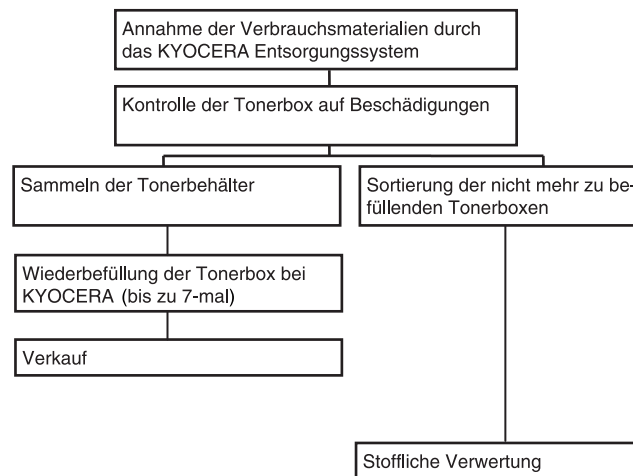 Annahme der Verbrauchsmaterialien durch
das KYOCERA Entsorgungssystem
Kontrolle der Tonerbox auf Beschädigungen
Sammeln der Tonerbehälter
Sortierung der nicht mehr zu be-
füllenden Tonerboxen
Wiederbefüllung der Tonerbox bei
KYOCERA (bis zu 7-mal)
Verkauf
Stoffliche Verwertung